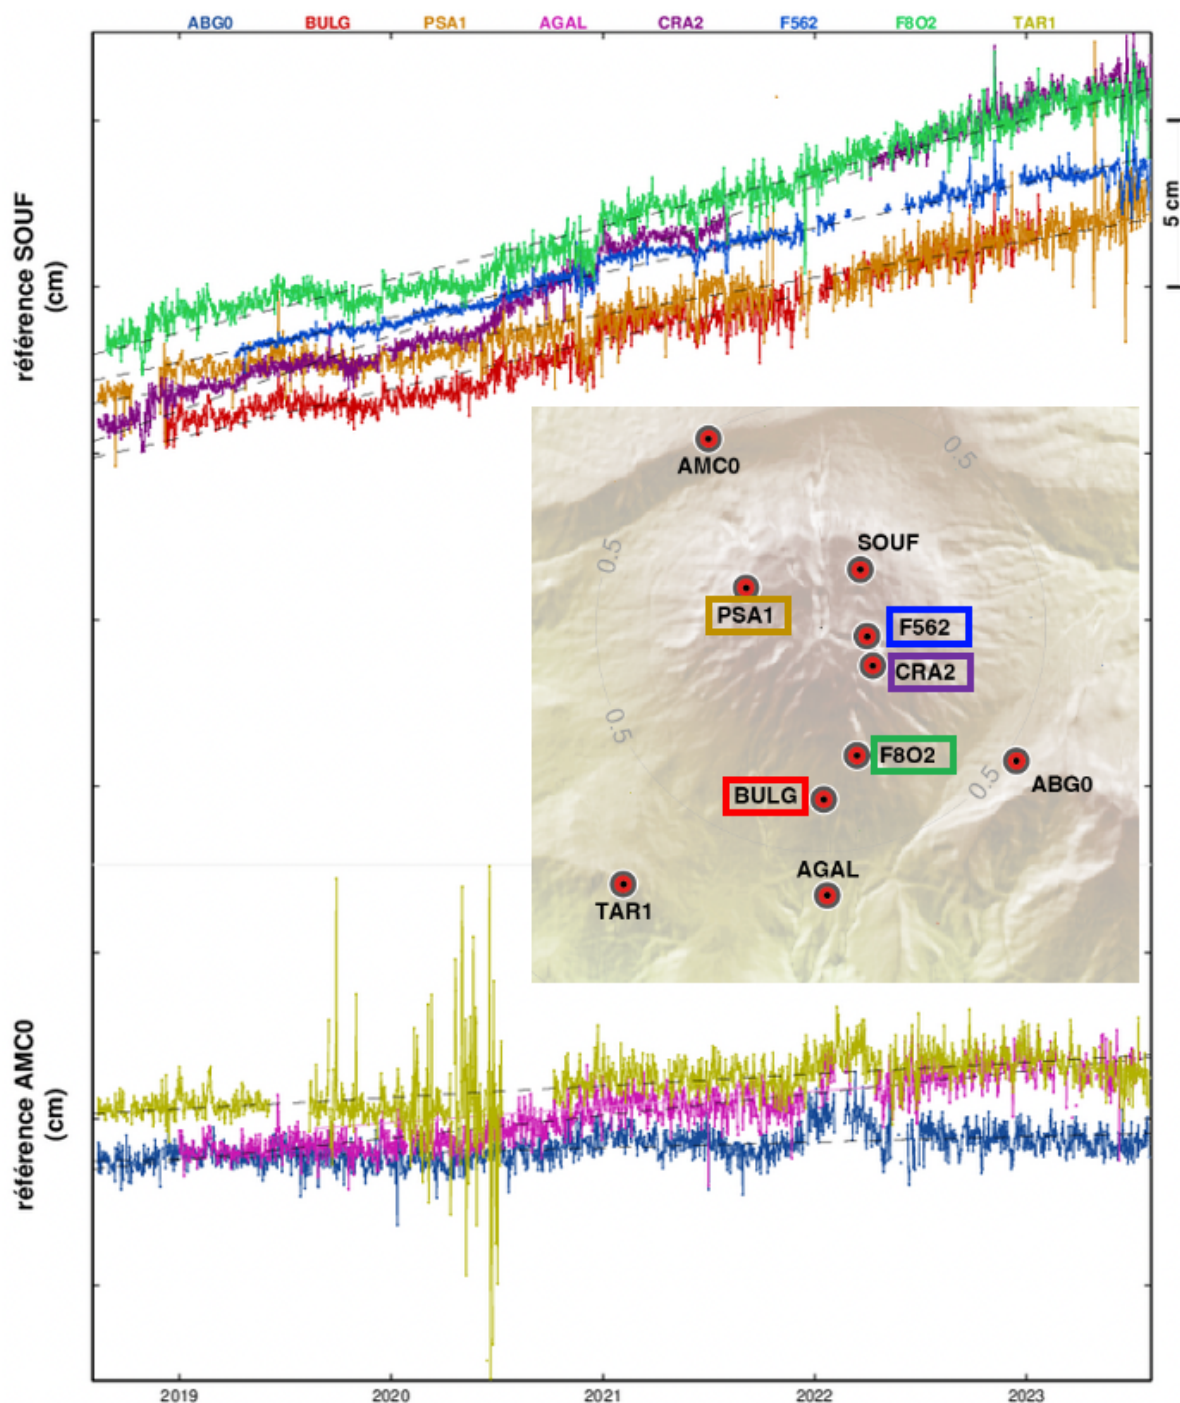 ABG0 BULG PSA1 AGAL CRA2 F562 F8O2 TAR1
référence SOUF
(cm)
5 cm
AMC0
0.5
SOUF
0.5
PSA1
F562
CRA2
0.5
F8O2
0.5
ABG0
BULG
AGAL
TAR1
référence AMC0
(cm)
2019 2020 2021 2022 2023